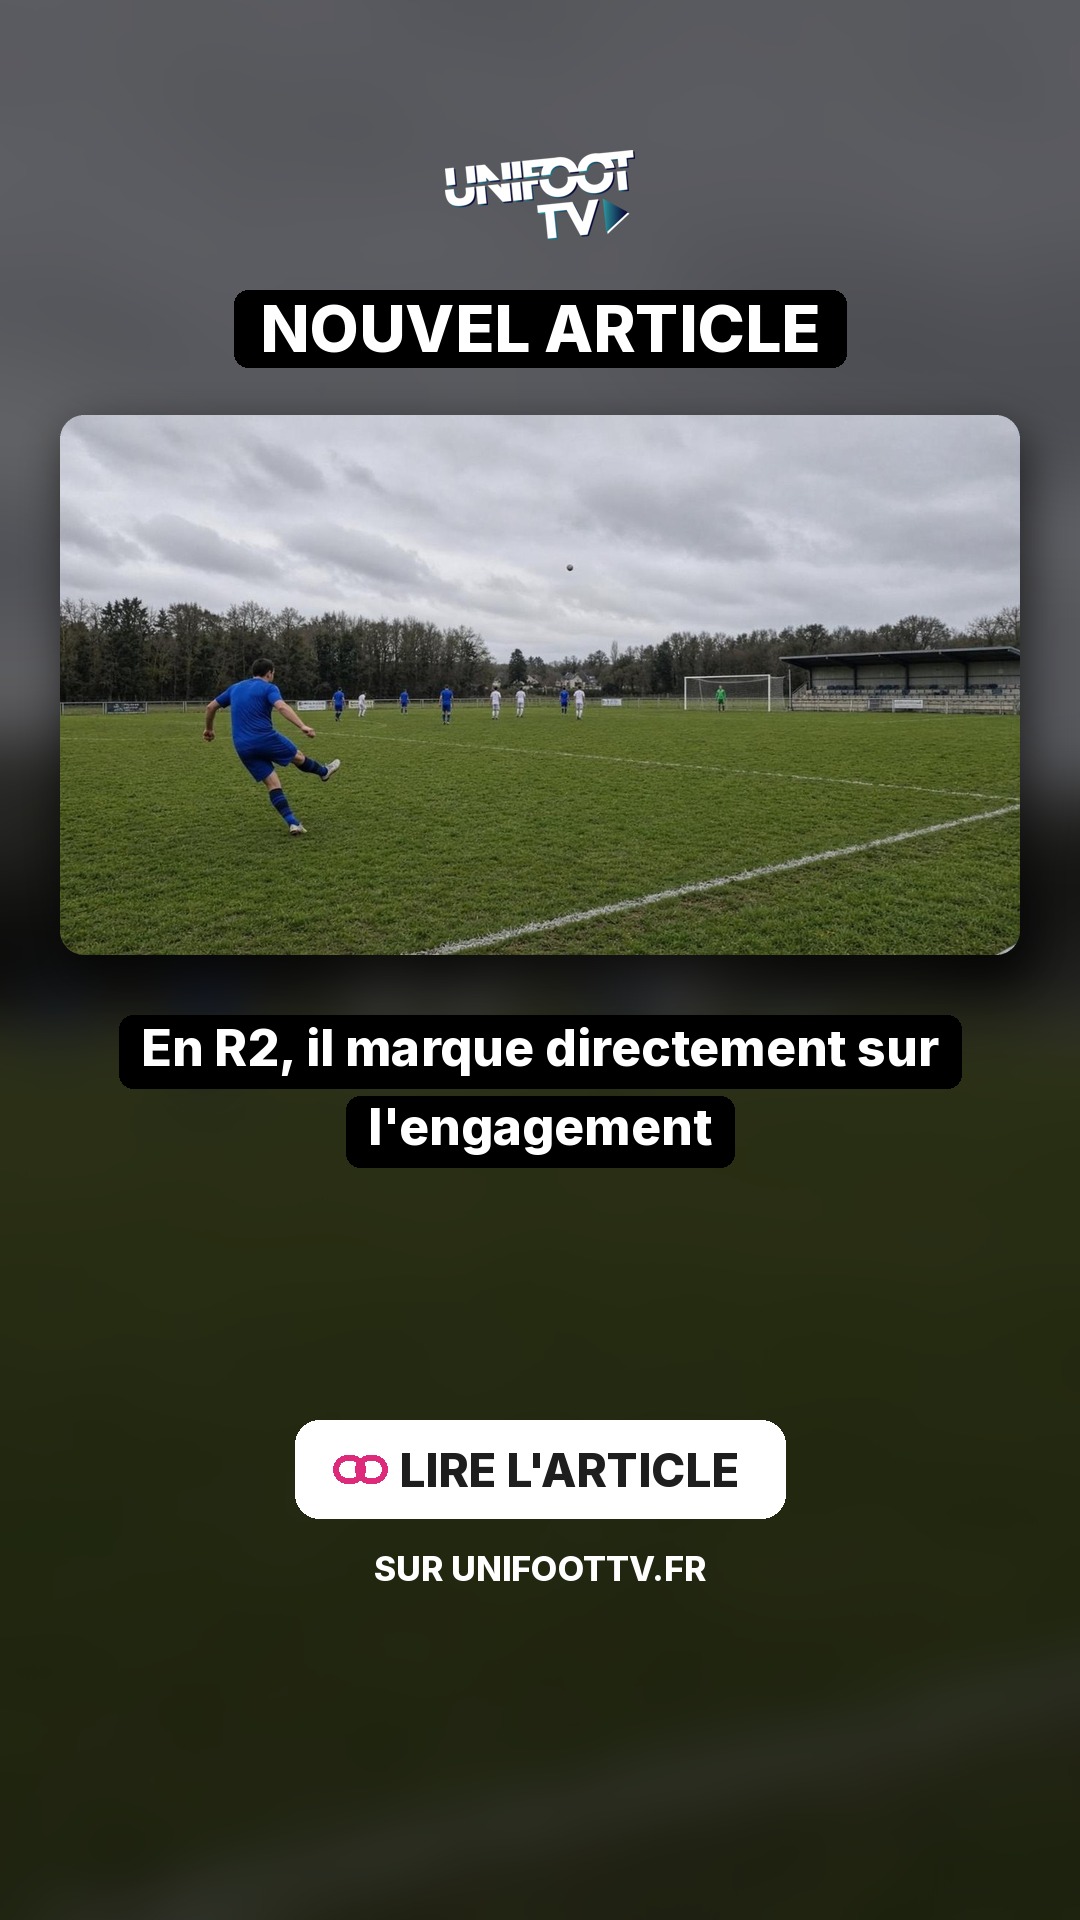 UNIFOOT
TV
NOUVEL ARTICLE
En R2, il marque directement sur
l'engagement
LIRE L'ARTICLE
SUR UNIFOOTTV.FR